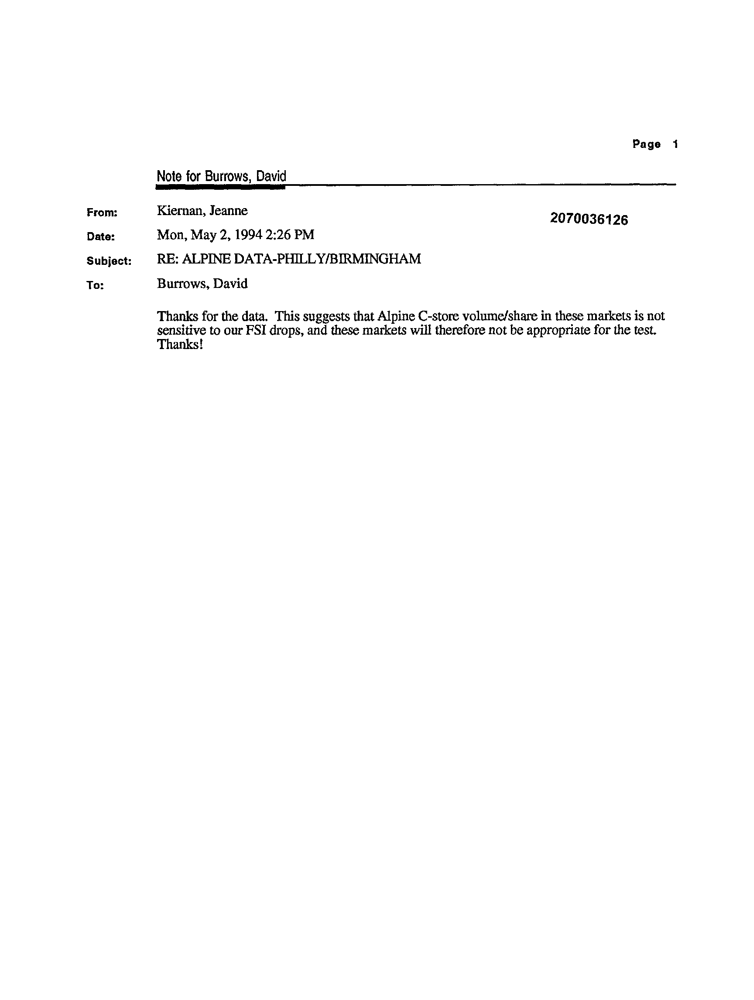 Page 1
Note for Burrows, David
From: Kiernan, Jeanne
2070036126
Date: Mon, May 2, 1994 2:26 PM
Subject: RE: ALPINE DATA-PHILLY/BIRMINGHAM
To: Burrows, David
Thanks for the data. This suggests that Alpine C-store volume/share in these markets is not
sensitive to our FSI drops, and these markets will therefore not be appropriate for the test.
Thanks!